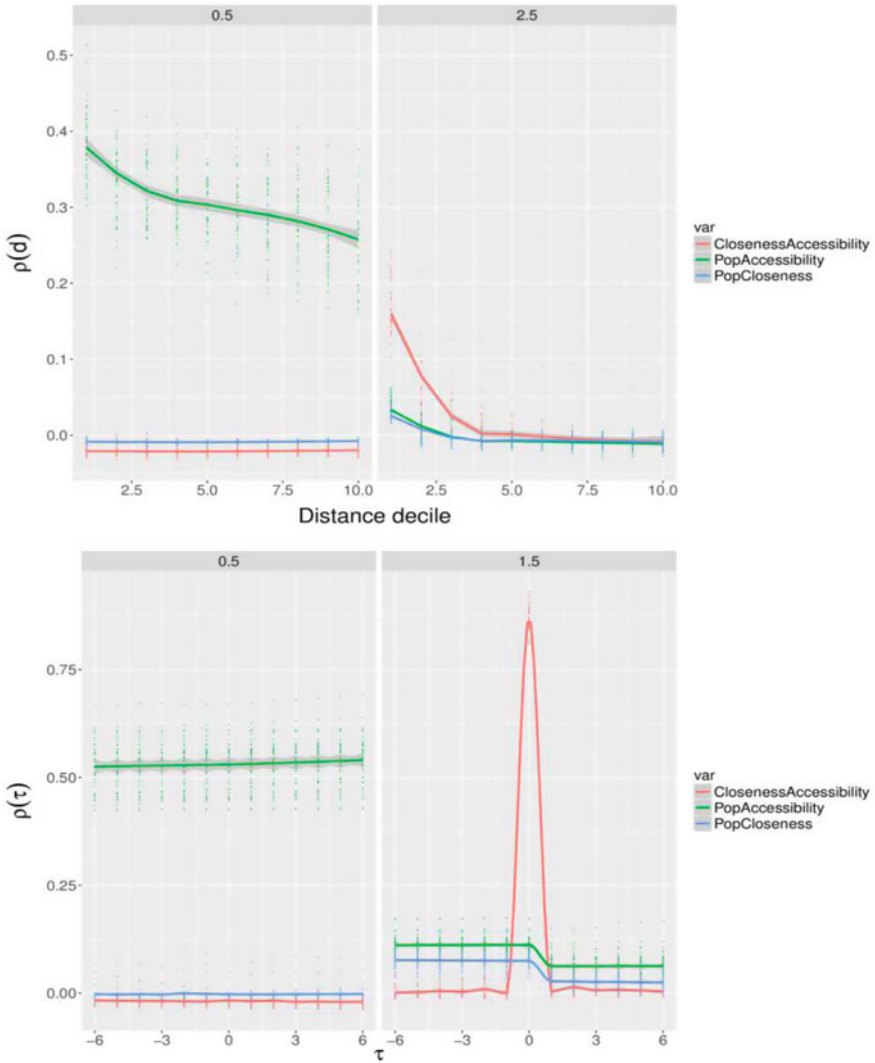 0.5 2.5
0.5
0.4
0.3
0.2
0.1
0.0
ρ(d)
2.5 5.0 7.5 10.0 2.5 5.0 7.5 10.0
Distance decile
var
ClosenessAccessibility
PopAccessibility
PopCloseness
0.5 1.5
0.75
0.50
0.25
0.00
ρ(τ)
−6 −3 0 3 6 −6 −3 0 3 6
τ
var
ClosenessAccessibility
PopAccessibility
PopCloseness